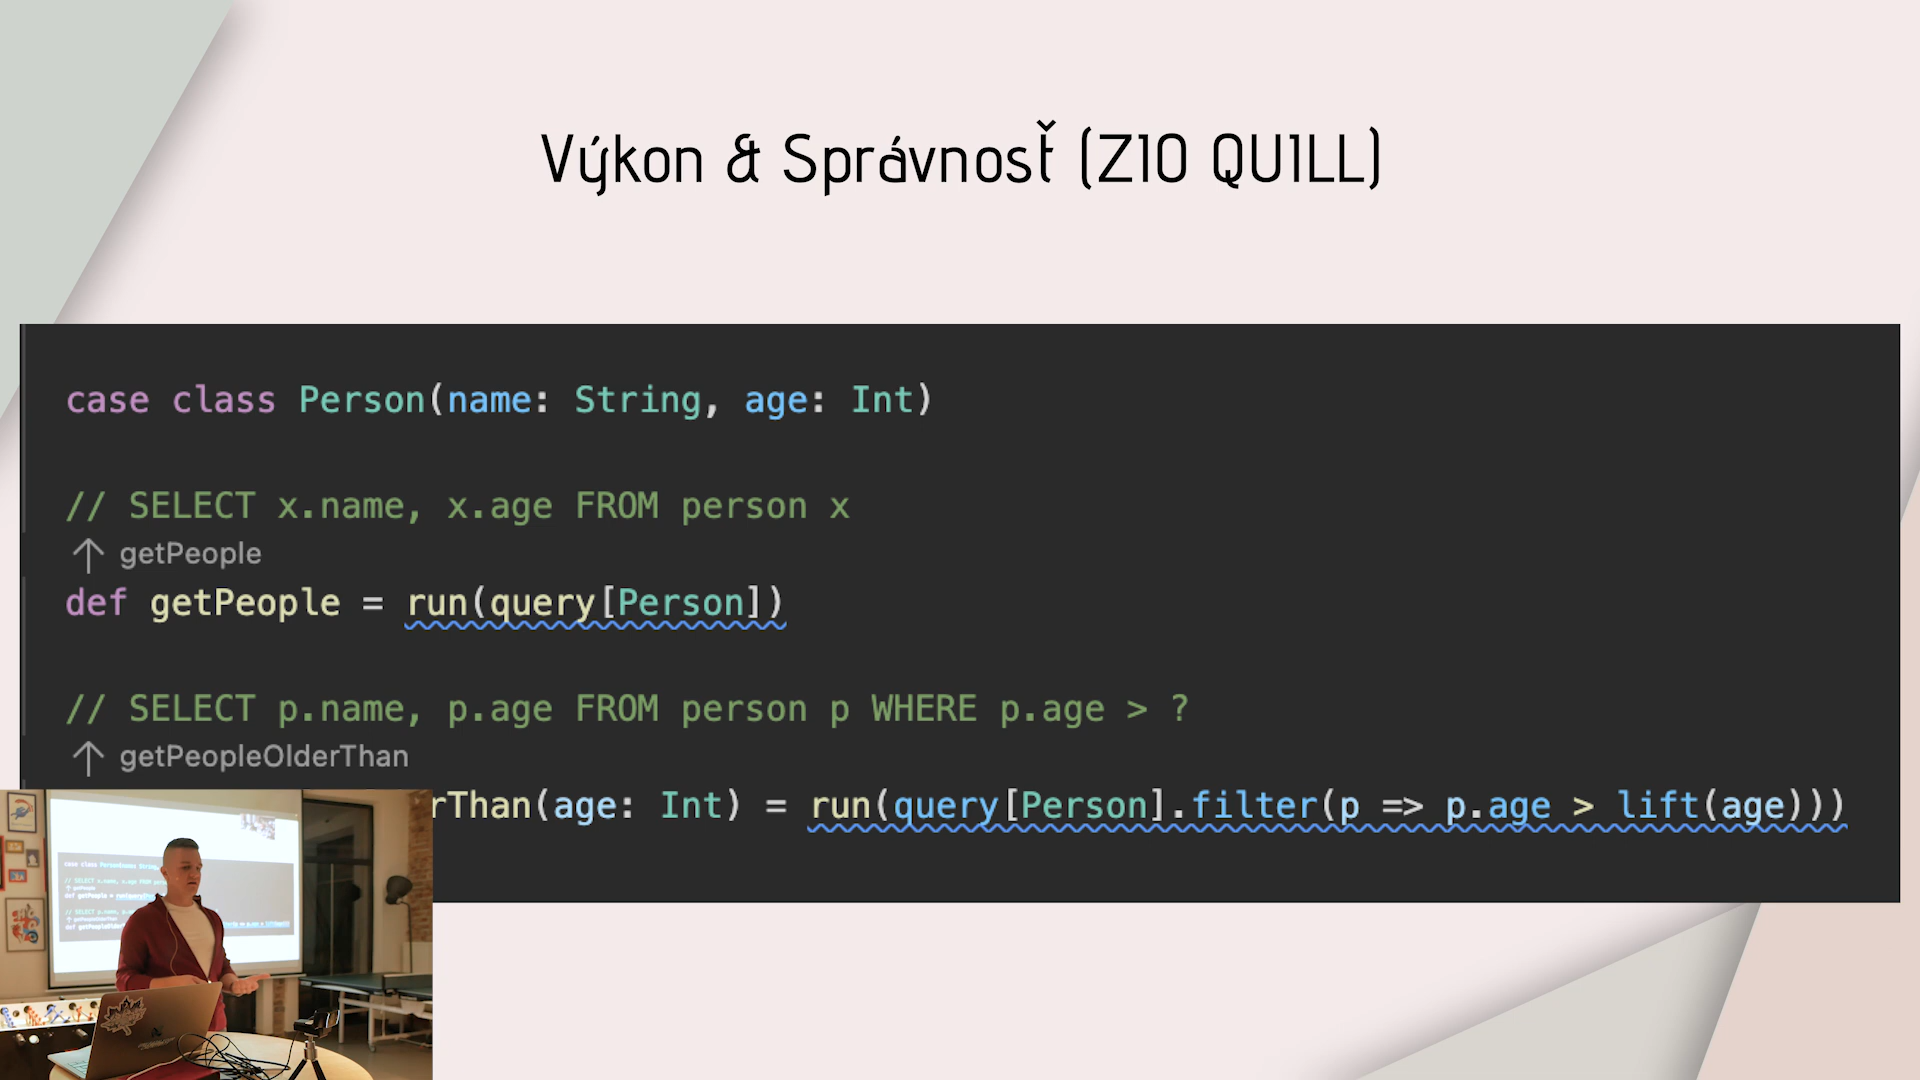 Výkon & Správnosť (ZIO QUILL)
case class Person(name: String, age: Int)
// SELECT x.name, x.age FROM person x
↑ getPeople
def getPeople = run(query[Person])
// SELECT p.name, p.age FROM person p WHERE p.age > ?
↑ getPeopleOlderThan
rThan(age: Int) = run(query[Person].filter(p => p.age > lift(age)))